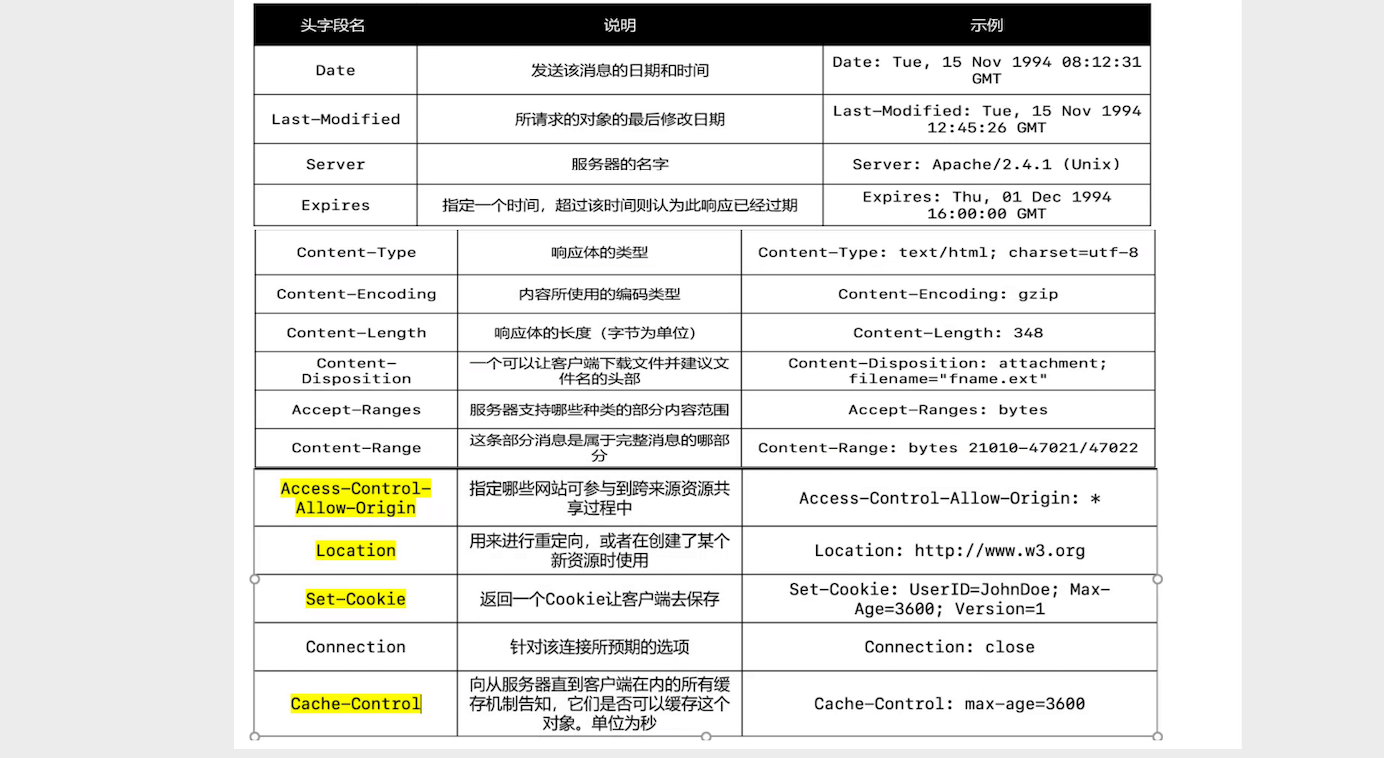 头字段名 说明 示例
Date 发送该消息的日期和时间 Date: Tue, 15 Nov 1994 08:12:31
GMT
Last-Modified 所请求的对象的最后修改日期 Last-Modified: Tue, 15 Nov 1994
12:45:26 GMT
Server 服务器的名字 Server: Apache/2.4.1 (Unix)
Expires 指定一个时间，超过该时间则认为此响应已经过期 Expires: Thu, 01 Dec 1994
16:00:00 GMT
Content-Type 响应体的类型 Content-Type: text/html; charset=utf-8
Content-Encoding 内容所使用的编码类型 Content-Encoding: gzip
Content-Length 响应体的长度（字节为单位） Content-Length: 348
Content- 一个可以让客户端下载文件并建议文 Content-Disposition: attachment;
Disposition 件名的头部 filename="fname.ext"
Accept-Ranges 服务器支持哪些种类的部分内容范围 Accept-Ranges: bytes
Content-Range 这条部分消息是属于完整消息的哪部 Content-Range: bytes 21010-47021/47022
分
Access-Control- 指定哪些网站可参与到跨来源资源共 Access-Control-Allow-Origin: *
Allow-Origin 享过程中
Location 用来进行重定向，或者在创建了某个 Location: http://www.w3.org
新资源时使用
Set-Cookie 返回一个Cookie让客户端去保存 Set-Cookie: UserID=JohnDoe; Max-
Age=3600; Version=1
Connection 针对该连接所预期的选项 Connection: close
向从服务器直到客户端在内的所有缓
Cache-Control 存机制告知，它们是否可以缓存这个 Cache-Control: max-age=3600
对象。单位为秒